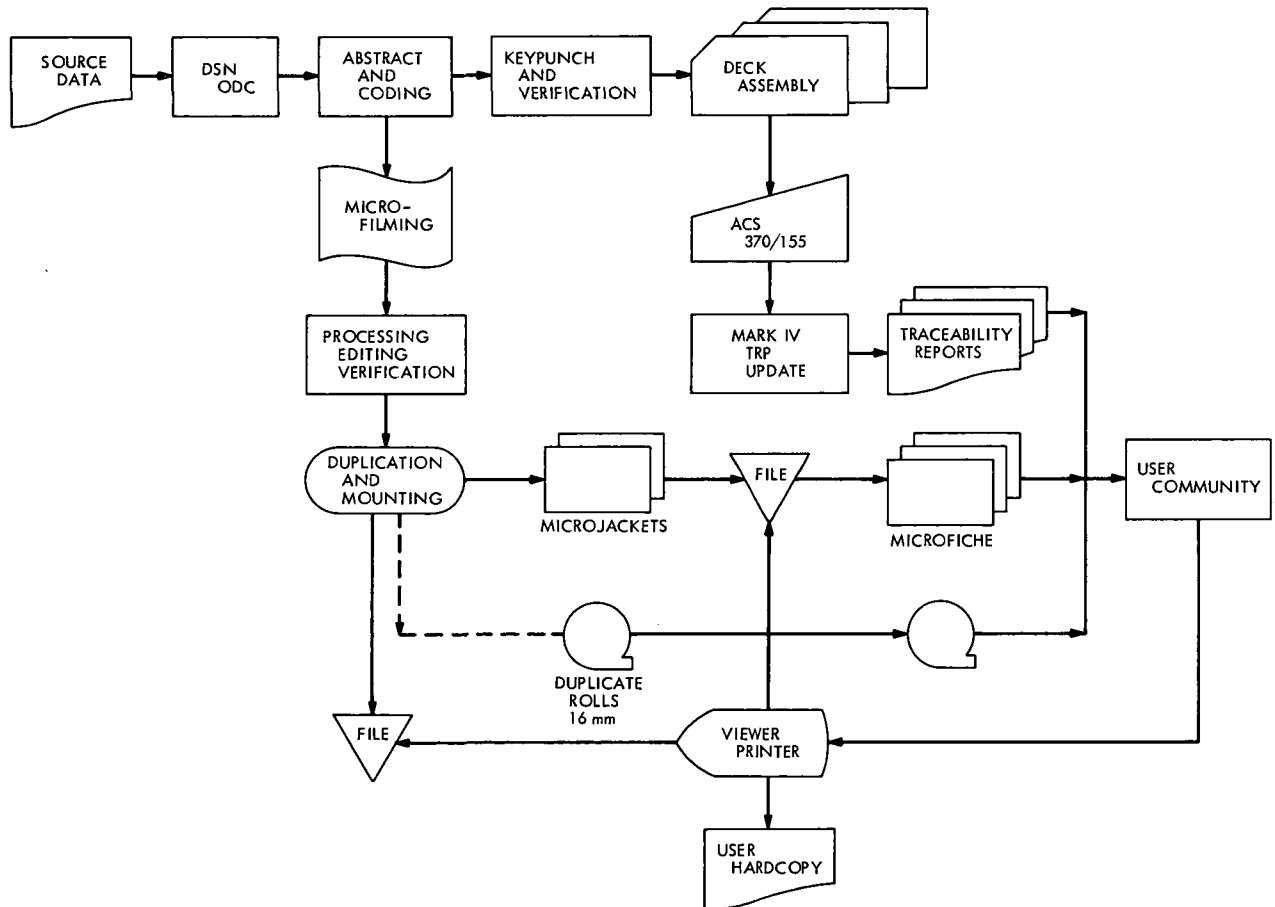 SOURCE
DATA
DSN
ODC
ABSTRACT
AND
CODING
KEYPUNCH
AND
VERIFICATION
DECK
ASSEMBLY
MICRO-
FILMING
ACS
370/155
PROCESSING
EDITING
VERIFICATION
MARK IV
TRP
UPDATE
TRACEABILITY
REPORTS
DUPLICATION
AND
MOUNTING
MICROJACKETS
FILE
MICROFICHE
USER
COMMUNITY
DUPLICATE
ROLLS
16 mm
FILE
VIEWER
PRINTER
USER
HARDCOPY